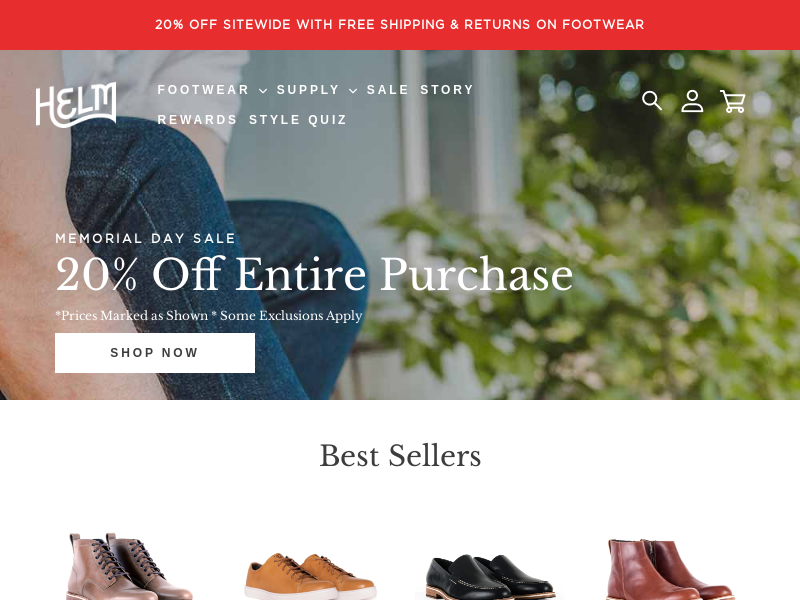 20% OFF SITEWIDE WITH FREE SHIPPING & RETURNS ON FOOTWEAR
HELM
FOOTWEAR SUPPLY SALE STORY
REWARDS STYLE QUIZ
MEMORIAL DAY SALE
20% Off Entire Purchase
*Prices Marked as Shown * Some Exclusions Apply
SHOP NOW
Best Sellers